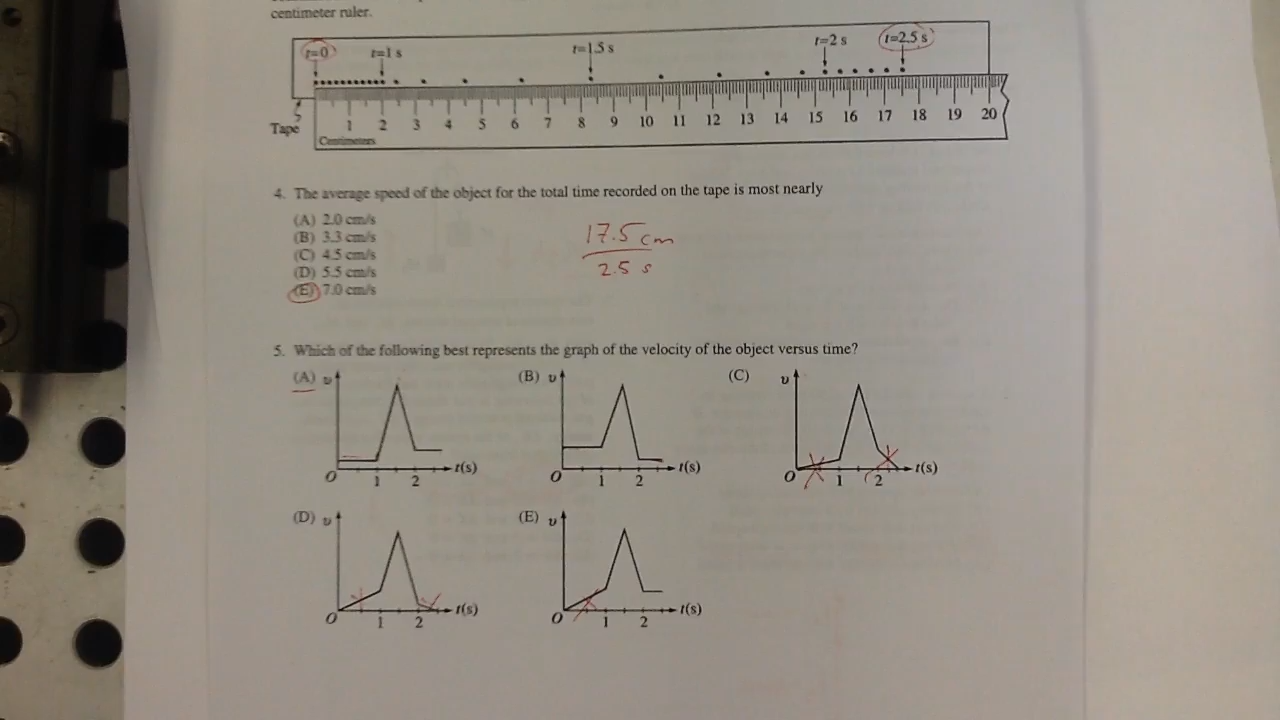 centimeter ruler.
t=0 t=1 s t=1.5 s t=2 s t=2.5 s
Tape 1 2 3 4 5 6 7 8 9 10 11 12 13 14 15 16 17 18 19 20
Centimeters
4. The average speed of the object for the total time recorded on the tape is most nearly
(A) 2.0 cm/s
(B) 3.3 cm/s
(C) 4.5 cm/s
(D) 5.5 cm/s
(E) 7.0 cm/s
17.5 cm
2.5 s
5. Which of the following best represents the graph of the velocity of the object versus time?
(A) υ (B) υ (C) υ
O 1 2 t(s) O 1 2 t(s) O 1 2 t(s)
(D) υ (E) υ
O 1 2 t(s) O 1 2 t(s)